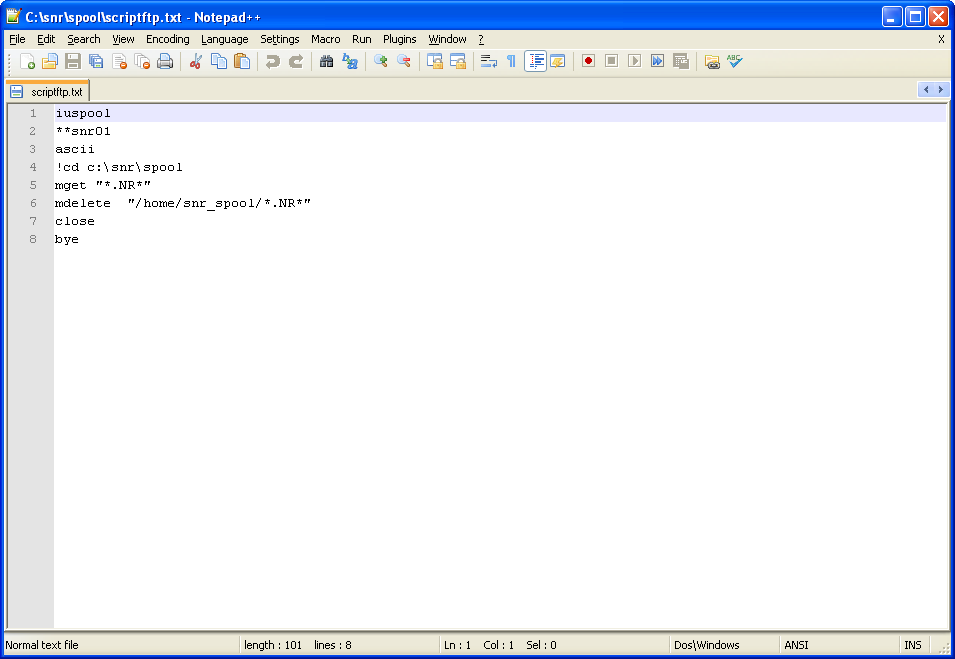 C:\snr\spool\scriptftp.txt - Notepad++
File Edit Search View Encoding Language Settings Macro Run Plugins Window ? X
ABC
scriptftp.txt
1 iuspool
2 **snr01
3 ascii
4 !cd c:\snr\spool
5 mget "*.NR*"
6 mdelete  "/home/snr_spool/*.NR*"
7 close
8 bye
Normal text file length : 101 lines : 8 Ln : 1 Col : 1 Sel : 0 Dos\Windows ANSI INS